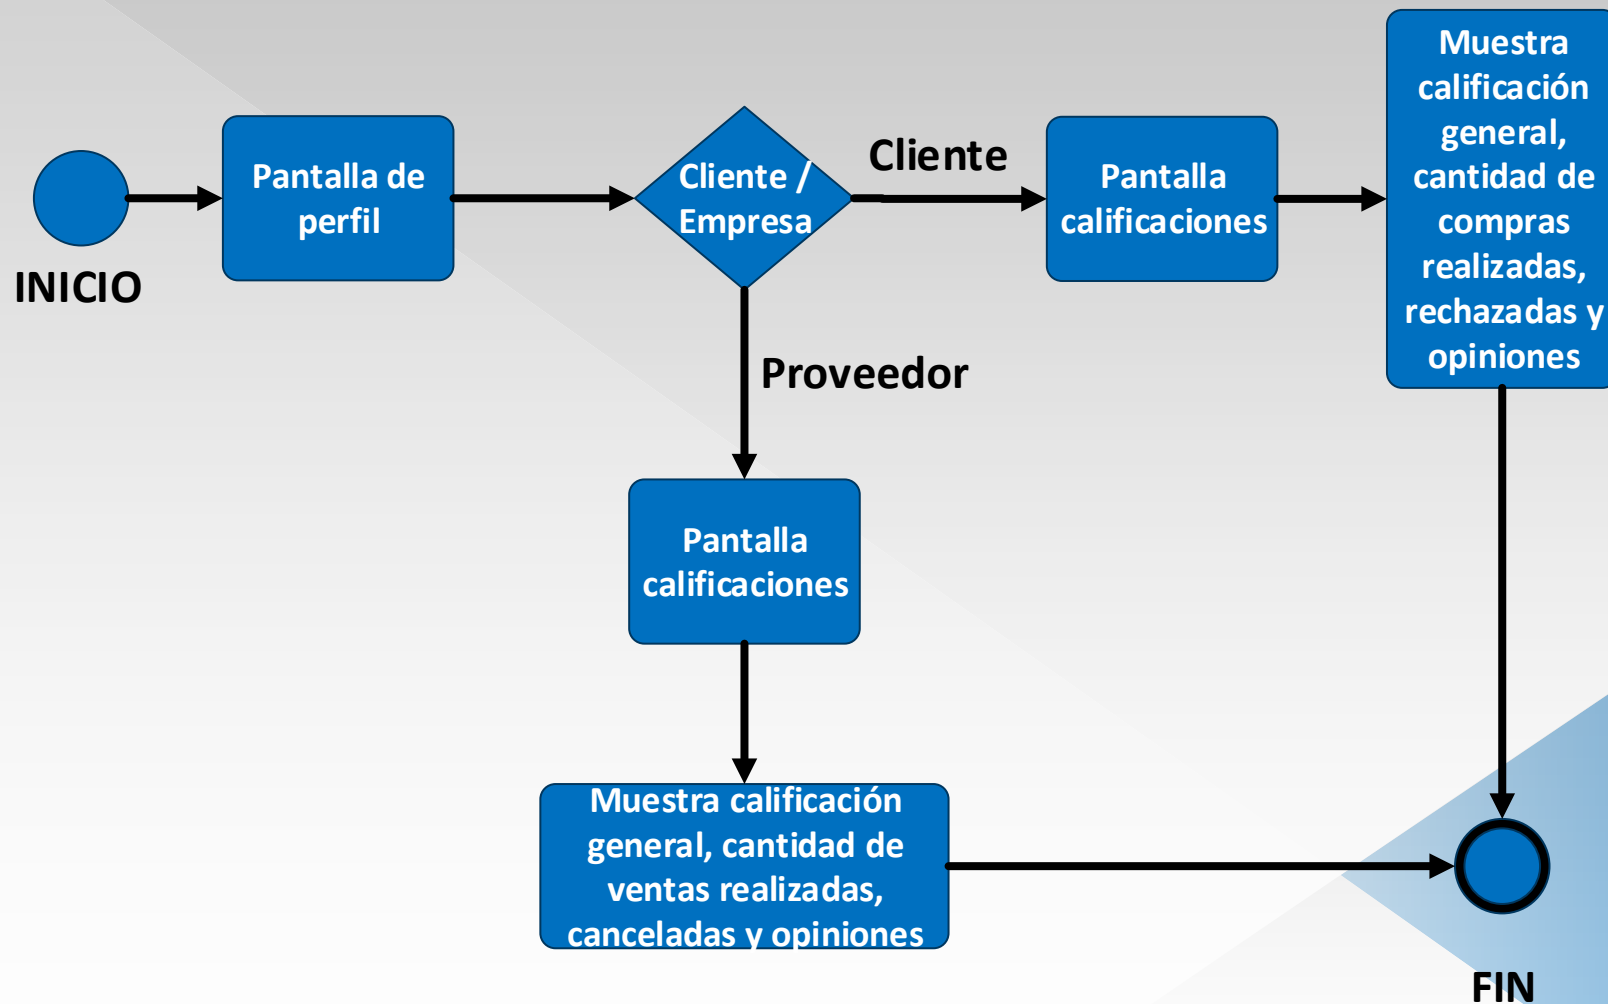 INICIO
Pantalla de
perfil
Cliente /
Empresa
Cliente
Pantalla
calificaciones
Muestra
calificación
general,
cantidad de
compras
realizadas,
rechazadas y
opiniones
Proveedor
Pantalla
calificaciones
Muestra calificación
general, cantidad de
ventas realizadas,
canceladas y opiniones
FIN